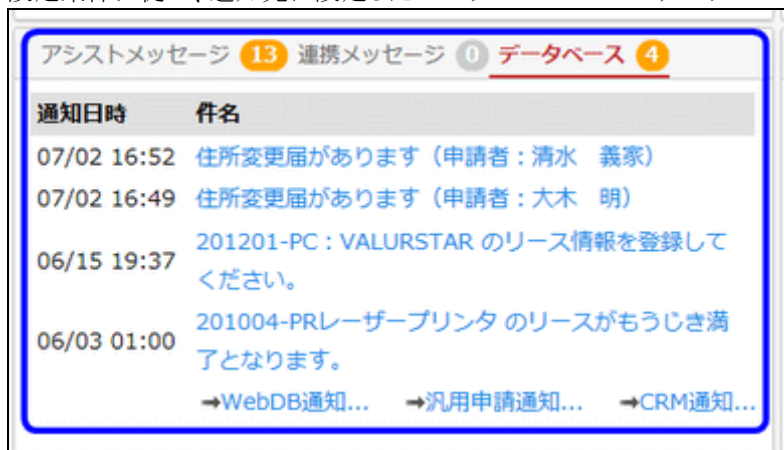 アシストメッセージ 13 連携メッセージ 0 データベース 4
通知日時 件名
07/02 16:52 住所変更届があります（申請者：清水　義家）
07/02 16:49 住所変更届があります（申請者：大木　明）
06/15 19:37 201201-PC：VALURSTAR のリース情報を登録して
ください。
06/03 01:00 201004-PRレーザープリンタ のリースがもうじき満
了となります。
➡WebDB通知... ➡汎用申請通知... ➡CRM通知...